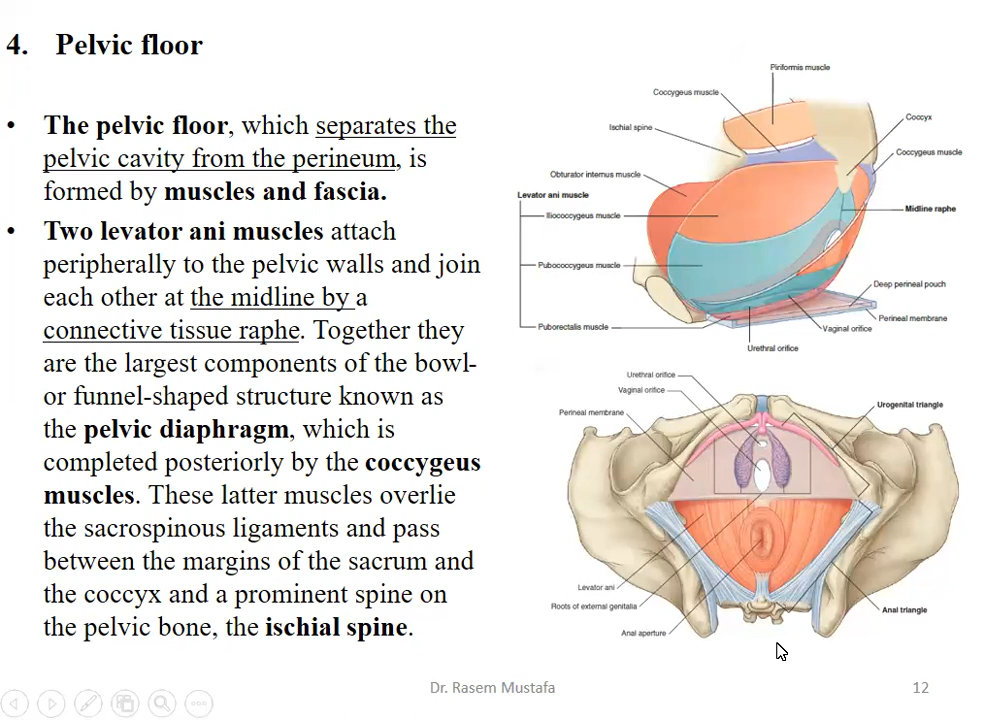 4. Pelvic floor
• The pelvic floor, which separates the
pelvic cavity from the perineum, is
formed by muscles and fascia.
• Two levator ani muscles attach
peripherally to the pelvic walls and join
each other at the midline by a
connective tissue raphe. Together they
are the largest components of the bowl-
or funnel-shaped structure known as
the pelvic diaphragm, which is
completed posteriorly by the coccygeus
muscles. These latter muscles overlie
the sacrospinous ligaments and pass
between the margins of the sacrum and
the coccyx and a prominent spine on
the pelvic bone, the ischial spine.
Piriformis muscle
Coccygeus muscle
Coccyx
Ischial spine
Coccygeus muscle
Obturator internus muscle
Levator ani muscle
Midline raphe
Iliococcygeus muscle
Pubococcygeus muscle
Deep perineal pouch
Perineal membrane
Puborectalis muscle
Vaginal orifice
Urethral orifice
Urethral orifice
Vaginal orifice
Urogenital triangle
Perineal membrane
Levator ani
Roots of external genitalia
Anal triangle
Anal aperture
Dr. Rasem Mustafa
12